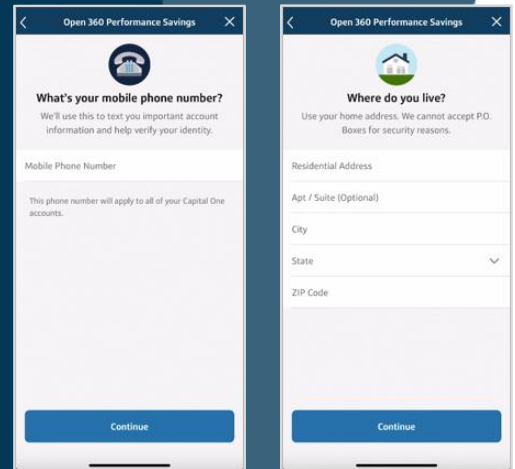 Open 360 Performance Savings
What's your mobile phone number?
We'll use this to text you important account
information and help verify your identity.
Mobile Phone Number
This phone number will apply to all of your Capital One
accounts.
Continue
Open 360 Performance Savings
Where do you live?
Use your home address. We cannot accept P.O.
Boxes for security reasons.
Residential Address
Apt / Suite (Optional)
City
State
ZIP Code
Continue